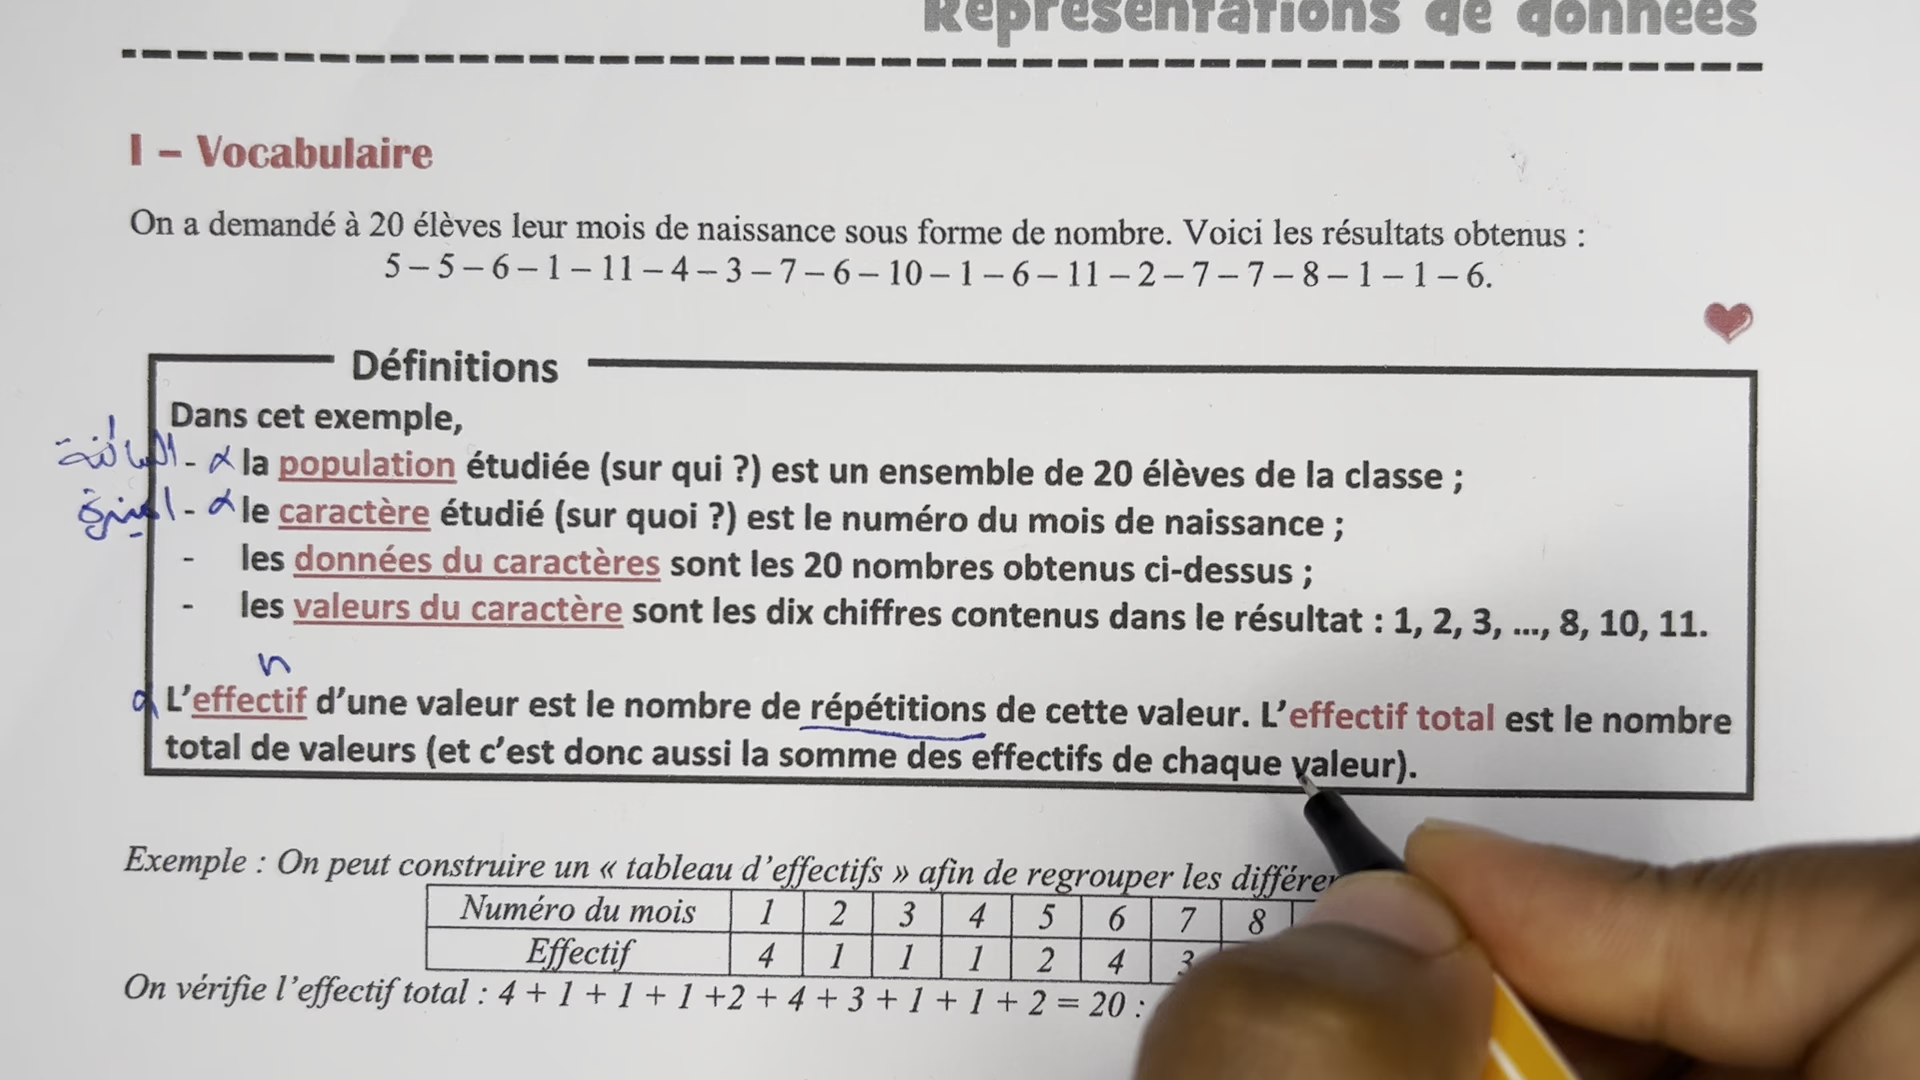 Représentations de données
I – Vocabulaire
On a demandé à 20 élèves leur mois de naissance sous forme de nombre. Voici les résultats obtenus :
5 – 5 – 6 – 1 – 11 – 4 – 3 – 7 – 6 – 10 – 1 – 6 – 11 – 2 – 7 – 7 – 8 – 1 – 1 – 6.
Définitions
Dans cet exemple,
- α la population étudiée (sur qui ?) est un ensemble de 20 élèves de la classe ;
الميزة - α le caractère étudié (sur quoi ?) est le numéro du mois de naissance ;
- les données du caractères sont les 20 nombres obtenus ci-dessus ;
- les valeurs du caractère sont les dix chiffres contenus dans le résultat : 1, 2, 3, ..., 8, 10, 11.
n
α L’effectif d’une valeur est le nombre de répétitions de cette valeur. L’effectif total est le nombre
total de valeurs (et c’est donc aussi la somme des effectifs de chaque valeur).
Exemple : On peut construire un « tableau d’effectifs » afin de regrouper les
Numéro du mois 1 2 3 4 5 6 7 8
Effectif 4 1 1 1 2 4 3
On vérifie l’effectif total : 4 + 1 + 1 + 1 +2 + 4 + 3 + 1 + 1 + 2 = 20 :